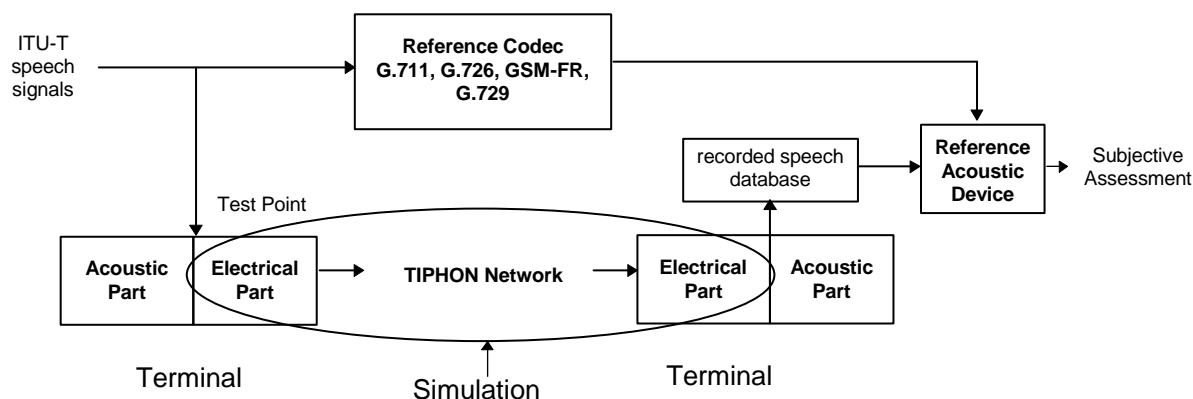 ITU-T
speech
signals
Reference Codec
G.711, G.726, GSM-FR,
G.729
recorded speech
database
Reference
Acoustic
Device
Subjective
Assessment
Test Point
Acoustic
Part
Electrical
Part
TIPHON Network
Electrical
Part
Acoustic
Part
Terminal
Simulation
Terminal